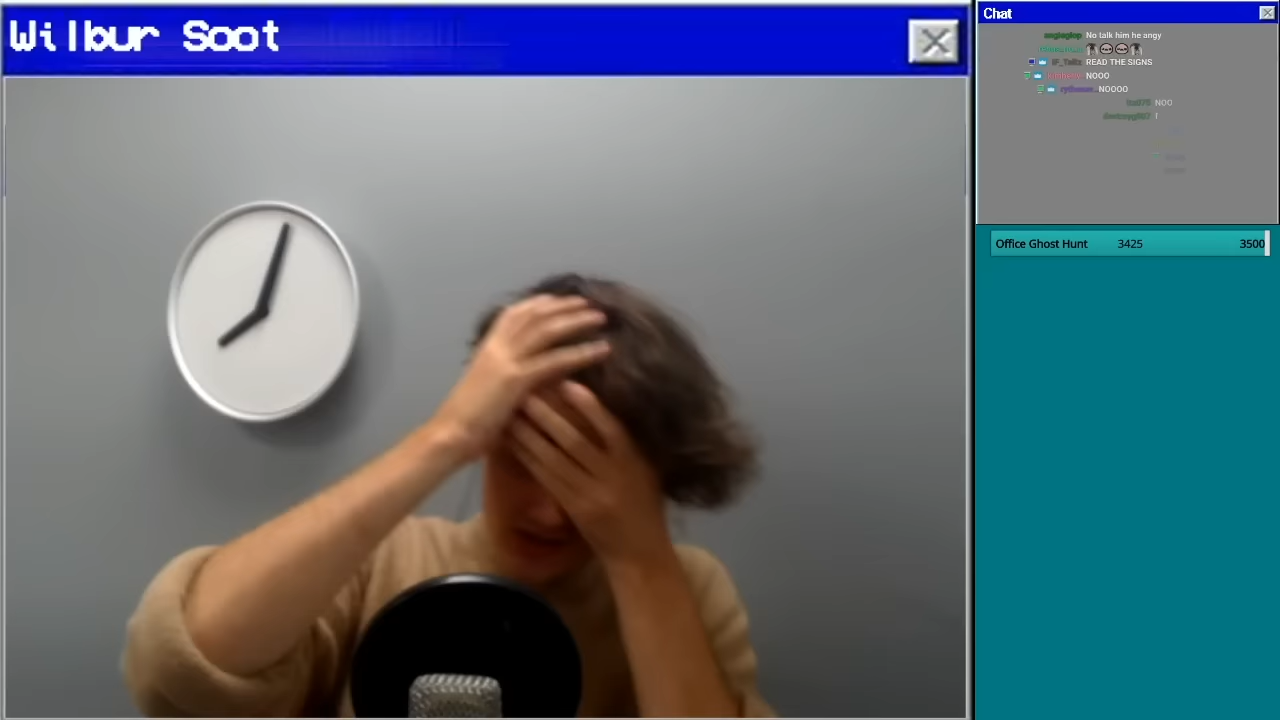 Wilbur Soot
Chat
No talk him he angy
READ THE SIGNS
NOOO
NOOOO
NOO
Office Ghost Hunt 3425 3500